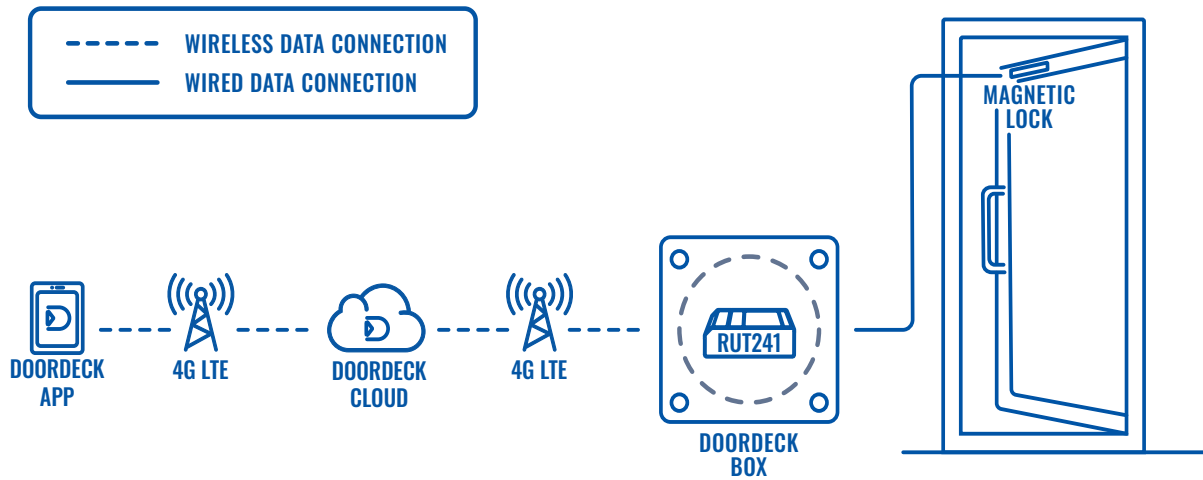 WIRELESS DATA CONNECTION
WIRED DATA CONNECTION
MAGNETIC
LOCK
DOORDECK
APP
4G LTE
DOORDECK
CLOUD
4G LTE
RUT241
DOORDECK
BOX